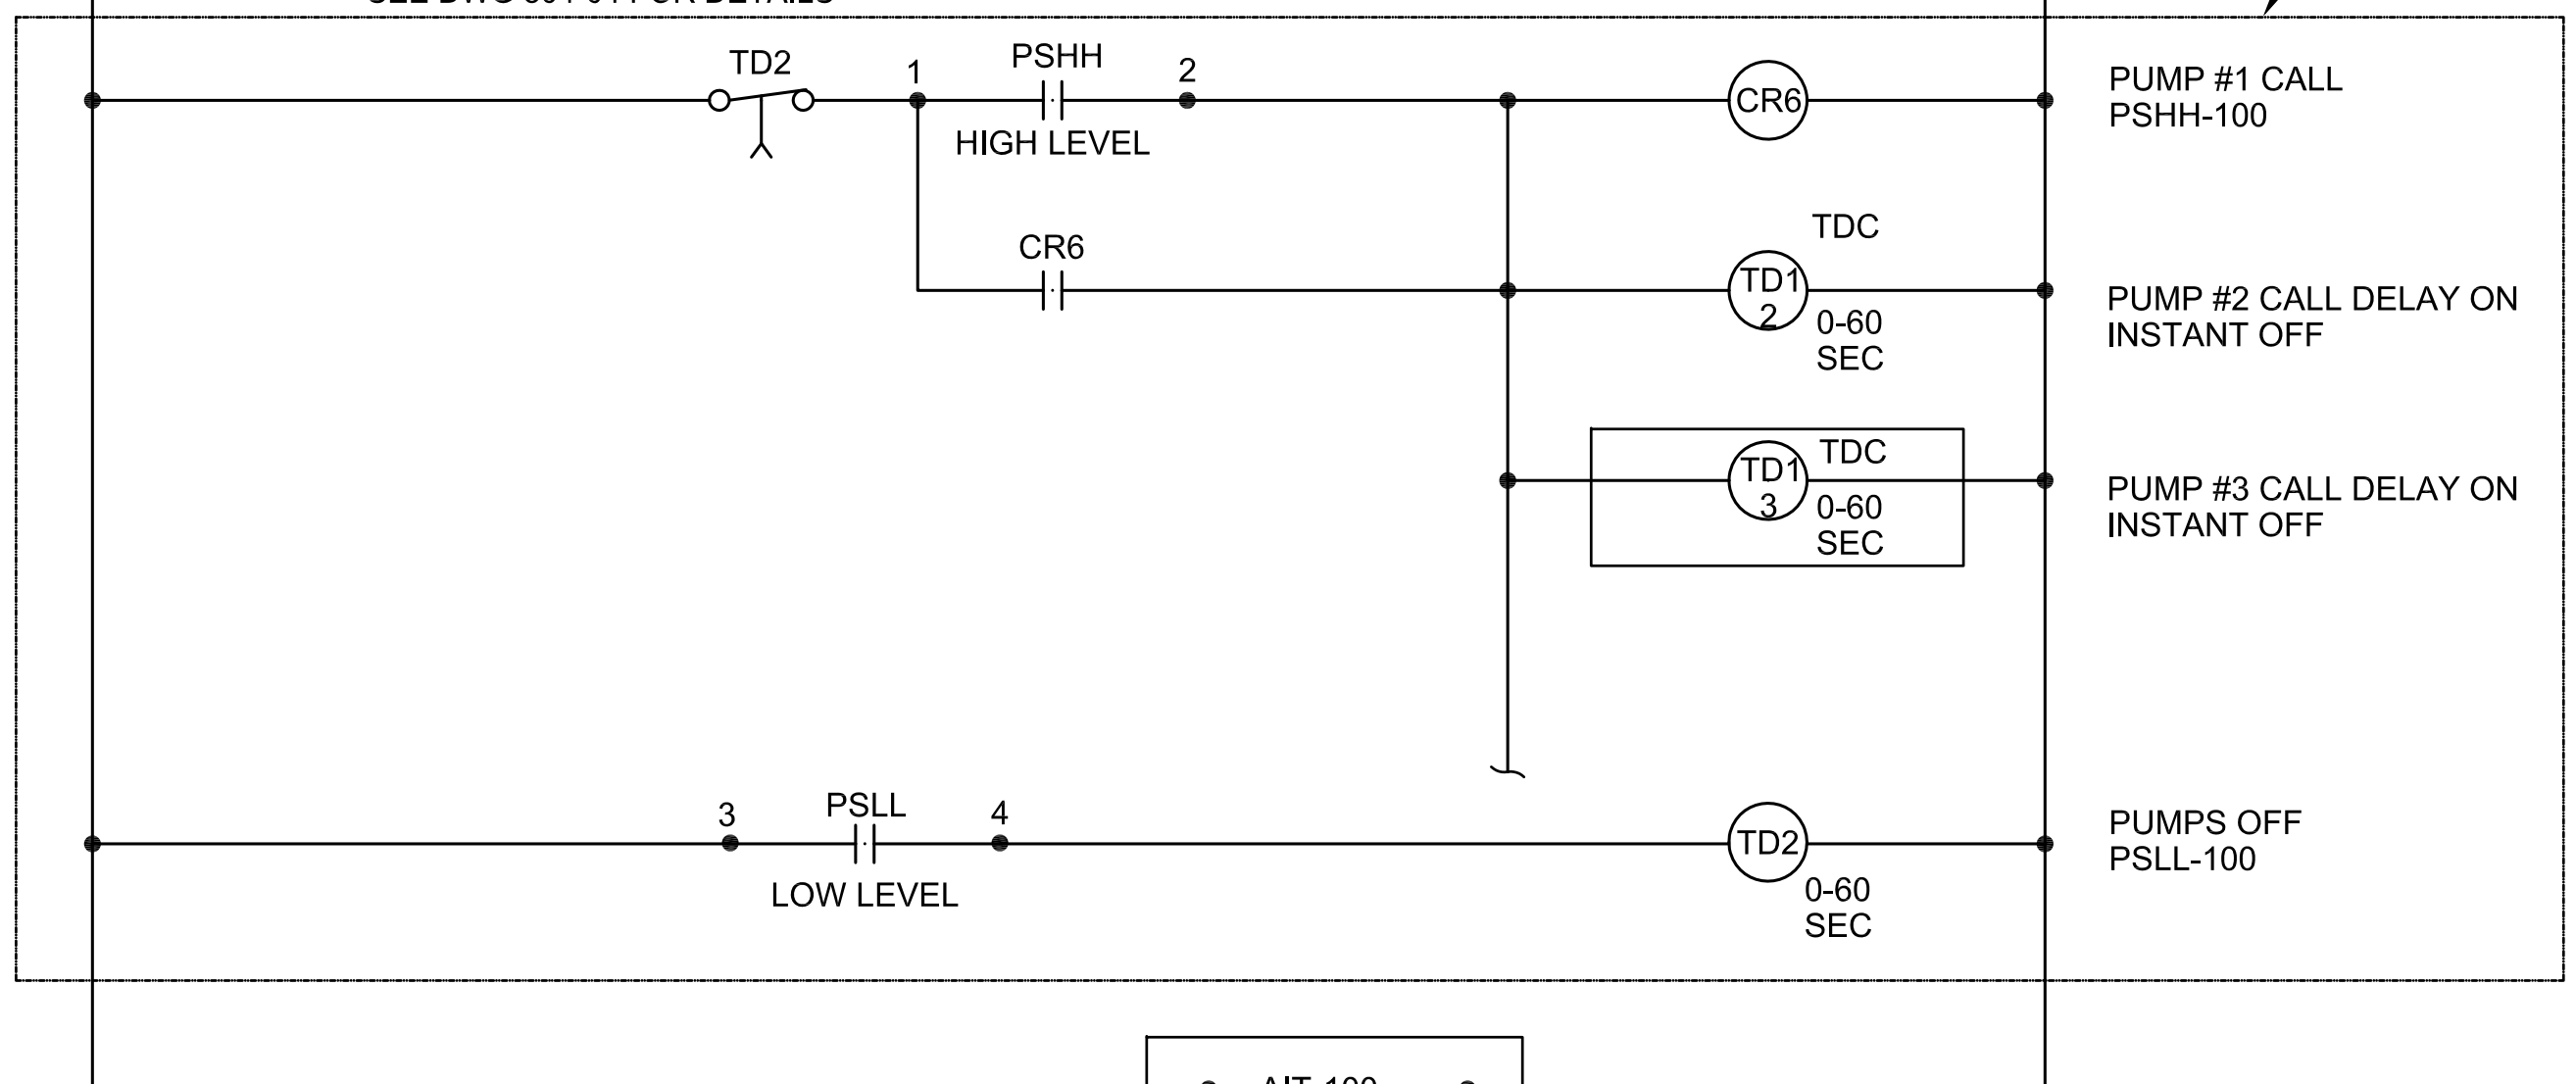 TD2
1
PSHH
2
HIGH LEVEL
CR6
PUMP #1 CALL
PSHH-100
CR6
TDC
TD1
2
0-60
SEC
PUMP #2 CALL DELAY ON
INSTANT OFF
TDC
TD1
3
0-60
SEC
PUMP #3 CALL DELAY ON
INSTANT OFF
3
PSLL
4
LOW LEVEL
TD2
0-60
SEC
PUMPS OFF
PSLL-100
AIT-100